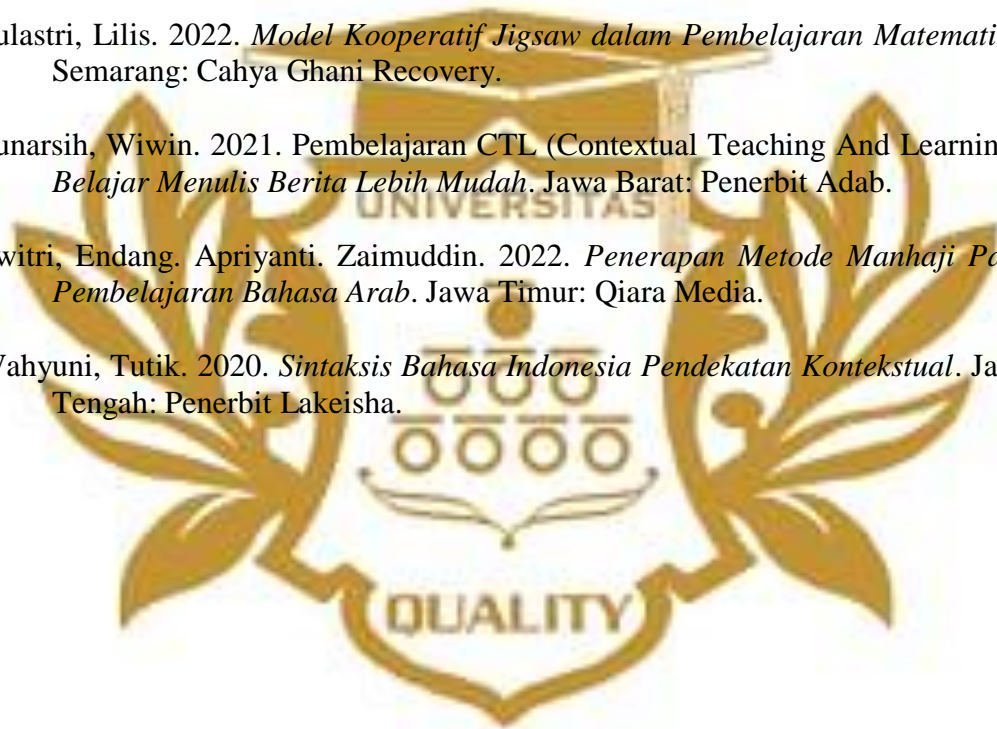 ulastri, Lilis. 2022. Model Kooperatif Jigsaw dalam Pembelajaran Matemati
Semarang: Cahya Ghani Recovery.
unarsih, Wiwin. 2021. Pembelajaran CTL (Contextual Teaching And Learnin
Belajar Menulis Berita Lebih Mudah. Jawa Barat: Penerbit Adab.
UNIVERSITAS
witri, Endang. Apriyanti. Zaimuddin. 2022. Penerapan Metode Manhaji Pa
Pembelajaran Bahasa Arab. Jawa Timur: Qiara Media.
Wahyuni, Tutik. 2020. Sintaksis Bahasa Indonesia Pendekatan Kontekstual. Ja
Tengah: Penerbit Lakeisha.
QUALITY